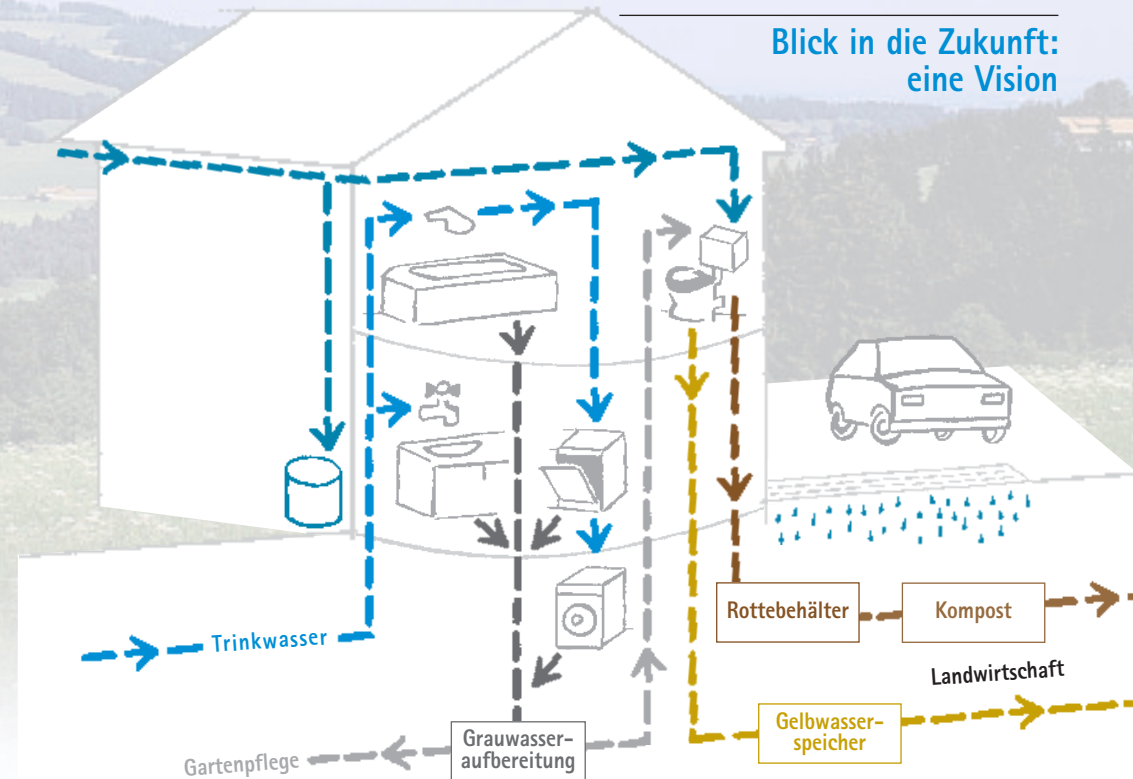 Blick in die Zukunft:
eine Vision
Trinkwasser
Rottebehälter
Kompost
Landwirtschaft
Gelbwasser-
speicher
Grauwasser-
aufbereitung
Gartenpflege